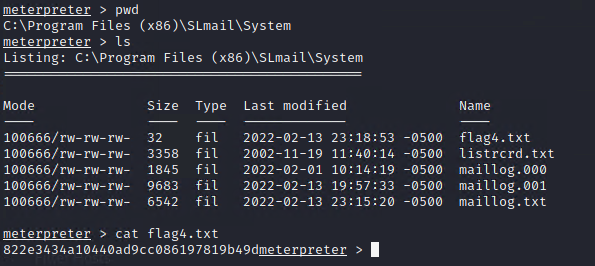 meterpreter > pwd
C:\Program Files (x86)\SLmail\System
meterpreter > ls
Listing: C:\Program Files (x86)\SLmail\System
=============================================
Mode Size Type Last modified Name
100666/rw-rw-rw- 32 fil 2022-02-13 23:18:53 -0500 flag4.txt
100666/rw-rw-rw- 3358 fil 2002-11-19 11:40:14 -0500 listrcrd.txt
100666/rw-rw-rw- 1845 fil 2022-02-01 10:14:19 -0500 maillog.000
100666/rw-rw-rw- 9683 fil 2022-02-13 19:57:33 -0500 maillog.001
100666/rw-rw-rw- 6542 fil 2022-02-13 23:15:20 -0500 maillog.txt
meterpreter > cat flag4.txt
822e3434a10440ad9cc086197819b49dmeterpreter >